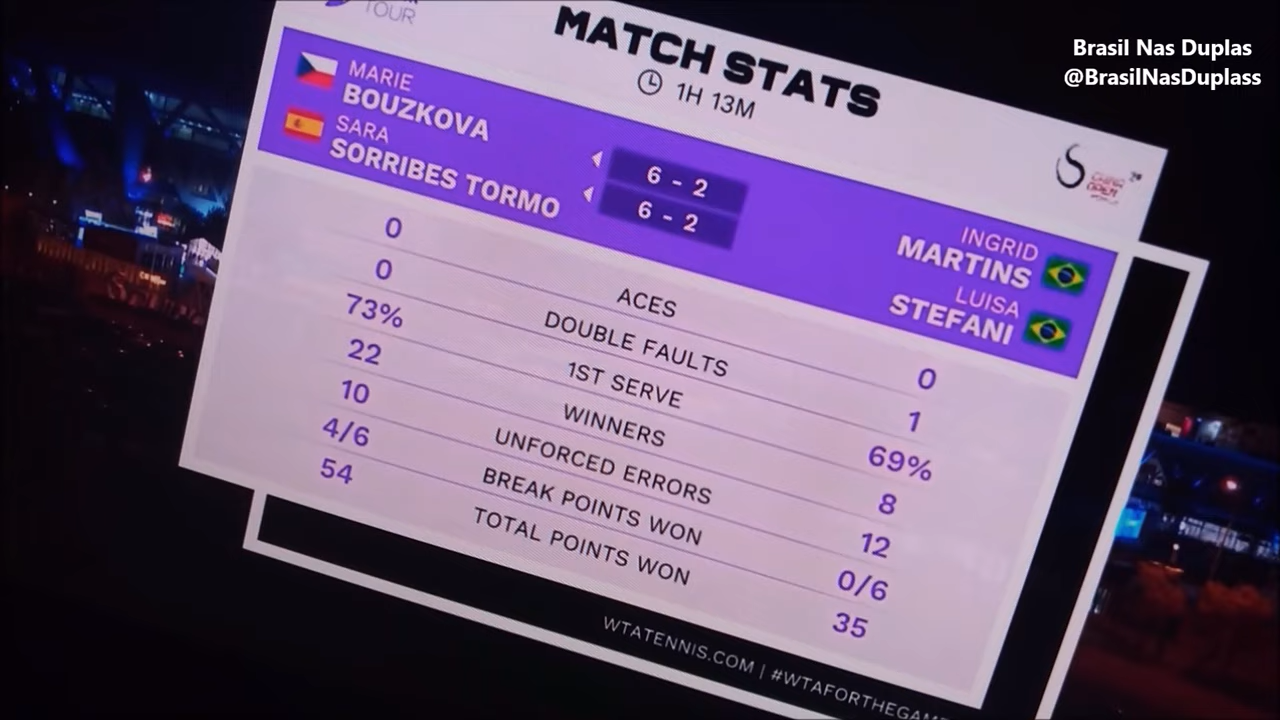 TOUR
MATCH STATS
1H 13M
Brasil Nas Duplas
@BrasilNasDuplass
MARIE
BOUZKOVA
SARA
SORRIBES TORMO
6 - 2
6 - 2
CHINA
OPEN
INGRID
MARTINS
LUISA
STEFANI
0 ACES 0
0 DOUBLE FAULTS 1
73% 1ST SERVE 69%
22 WINNERS 8
10 UNFORCED ERRORS 12
4/6 BREAK POINTS WON 0/6
54 TOTAL POINTS WON 35
WTATENNIS.COM | #WTAFORTHEGAME